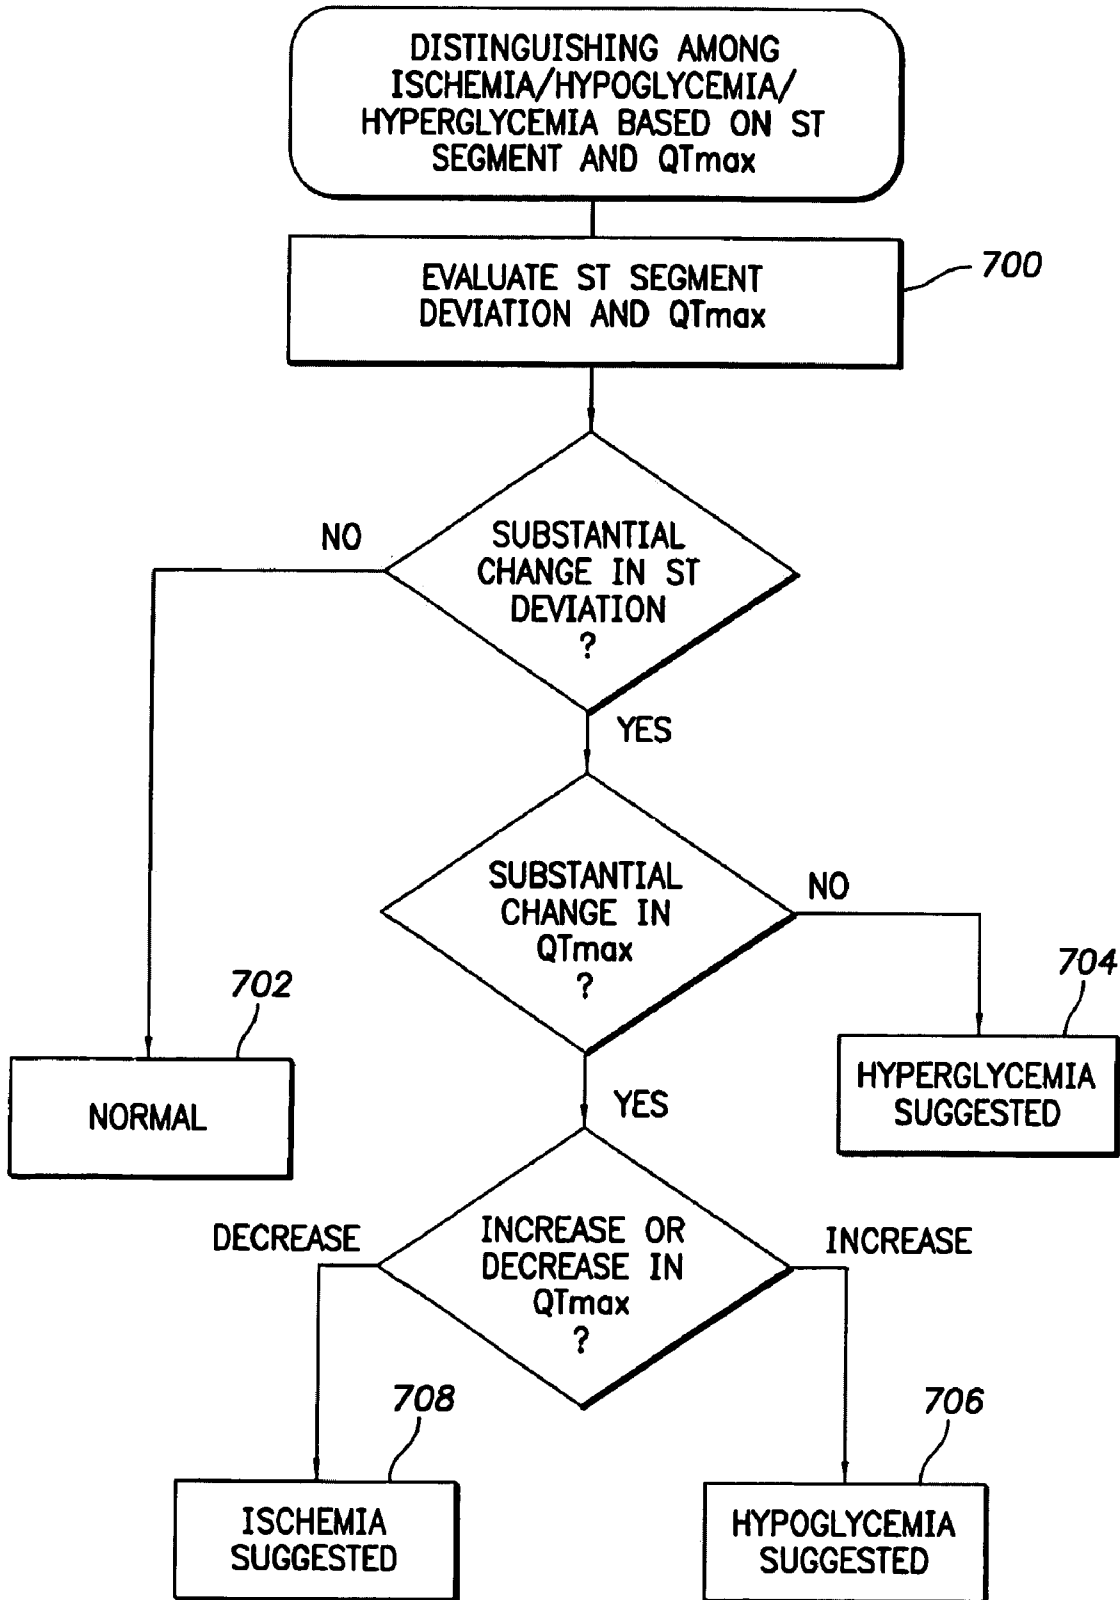 DISTINGUISHING AMONG
ISCHEMIA/HYPOGLYCEMIA/
HYPERGLYCEMIA BASED ON ST
SEGMENT AND QTmax
EVALUATE ST SEGMENT
DEVIATION AND QTmax
700
SUBSTANTIAL
CHANGE IN ST
DEVIATION
?
NO
YES
SUBSTANTIAL
CHANGE IN
QTmax
?
NO
702
NORMAL
704
HYPERGLYCEMIA
SUGGESTED
YES
INCREASE OR
DECREASE IN
QTmax
?
DECREASE
INCREASE
708
ISCHEMIA
SUGGESTED
706
HYPOGLYCEMIA
SUGGESTED